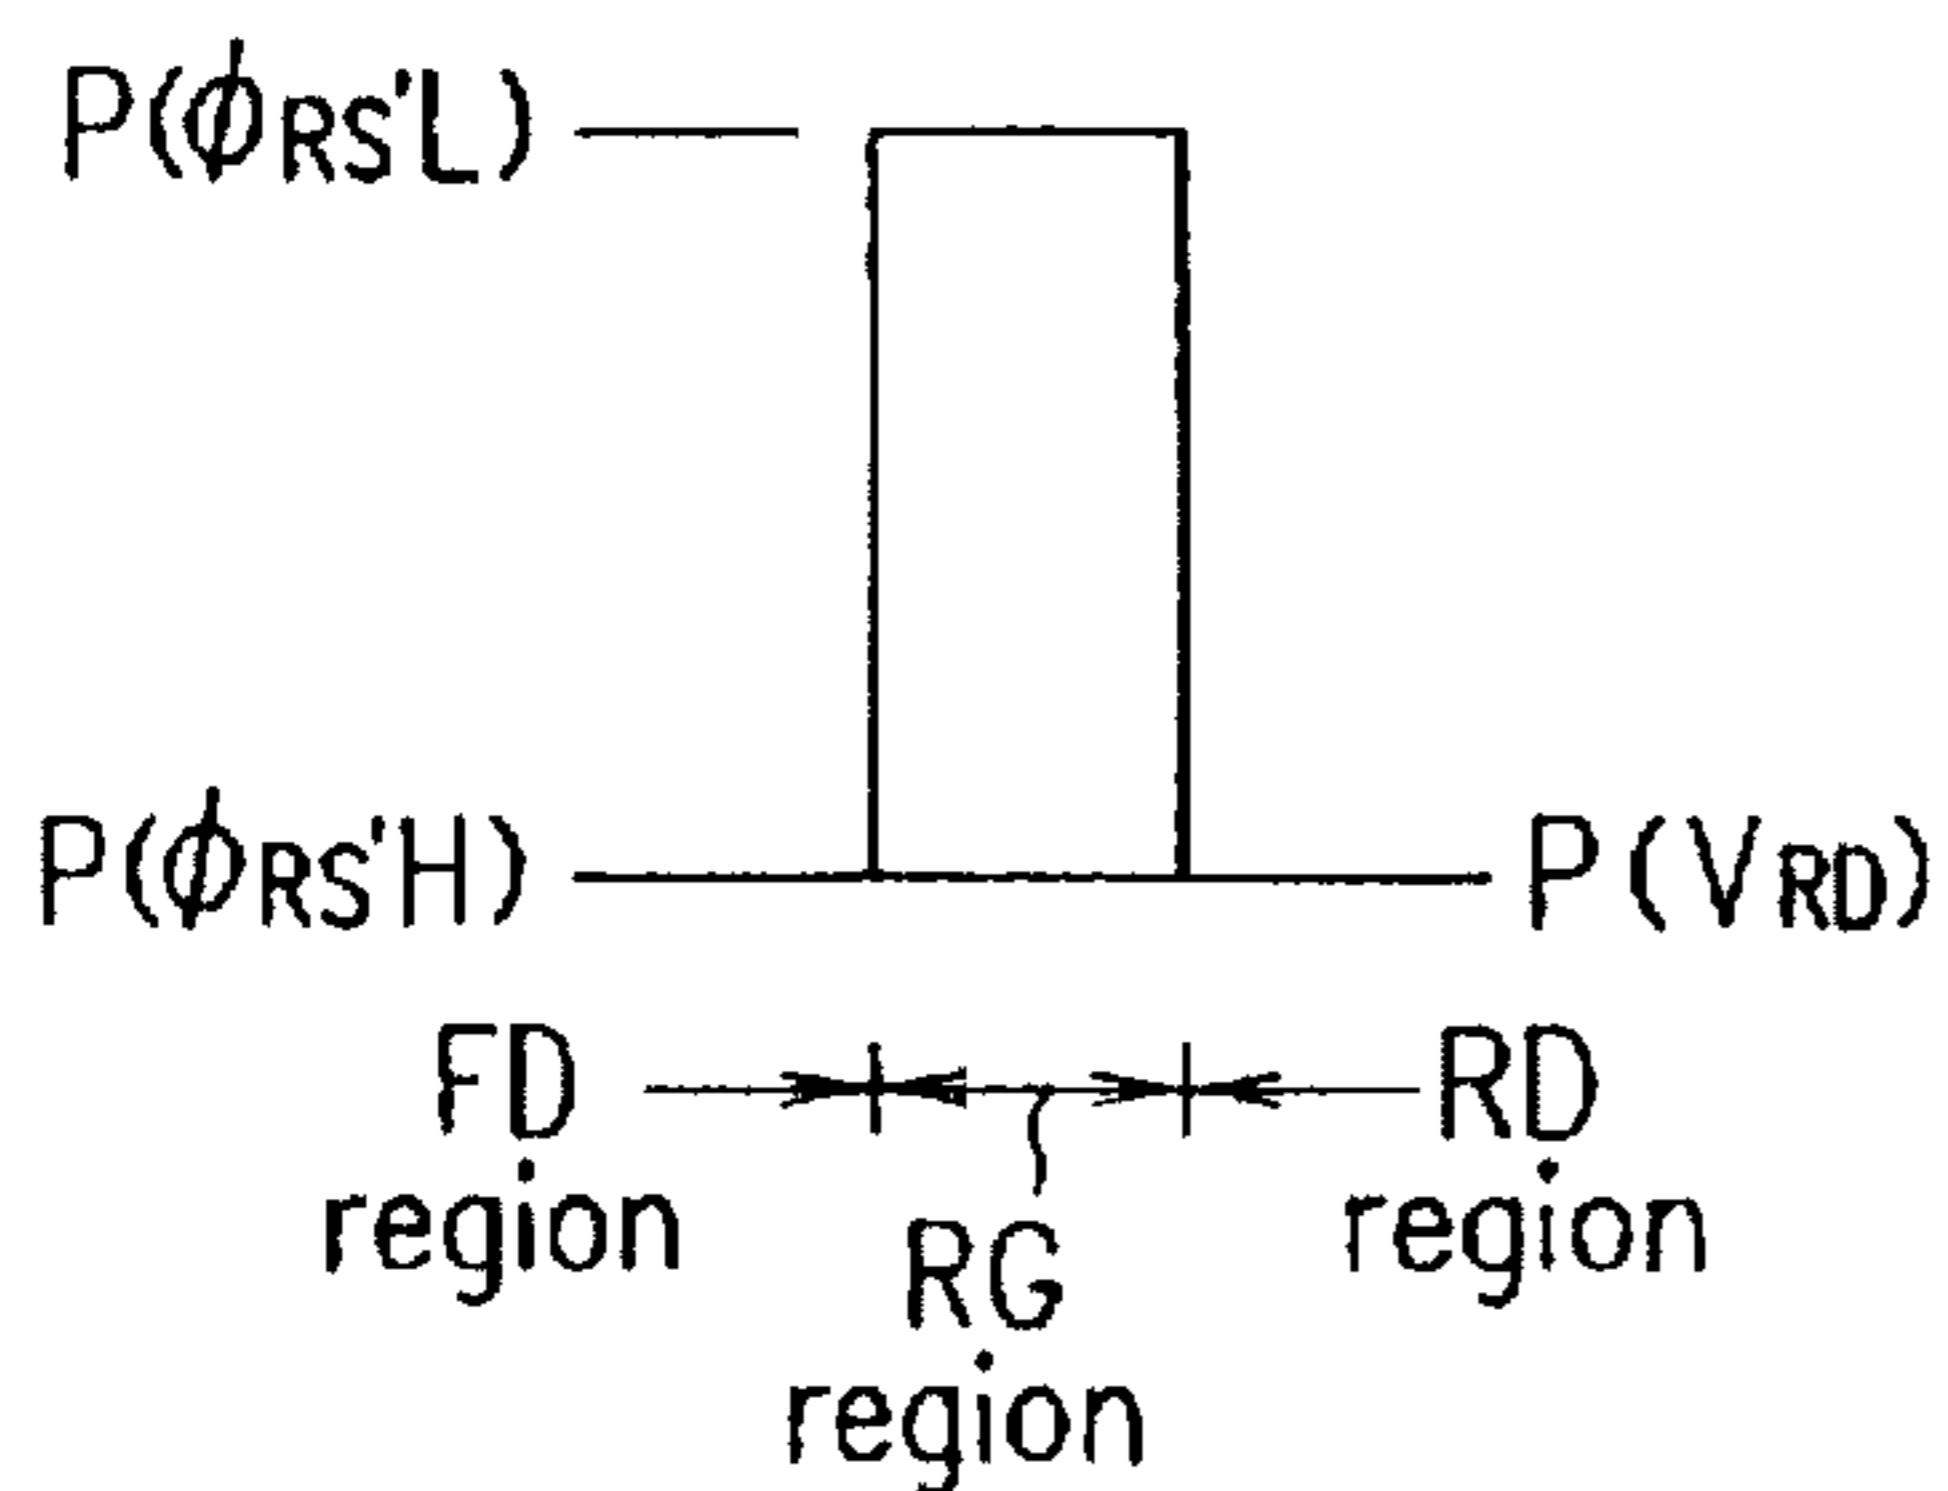 P(ϕRS'L)
P(ϕRS'H)
P(VRD)
FD
region
RG
region
RD
region